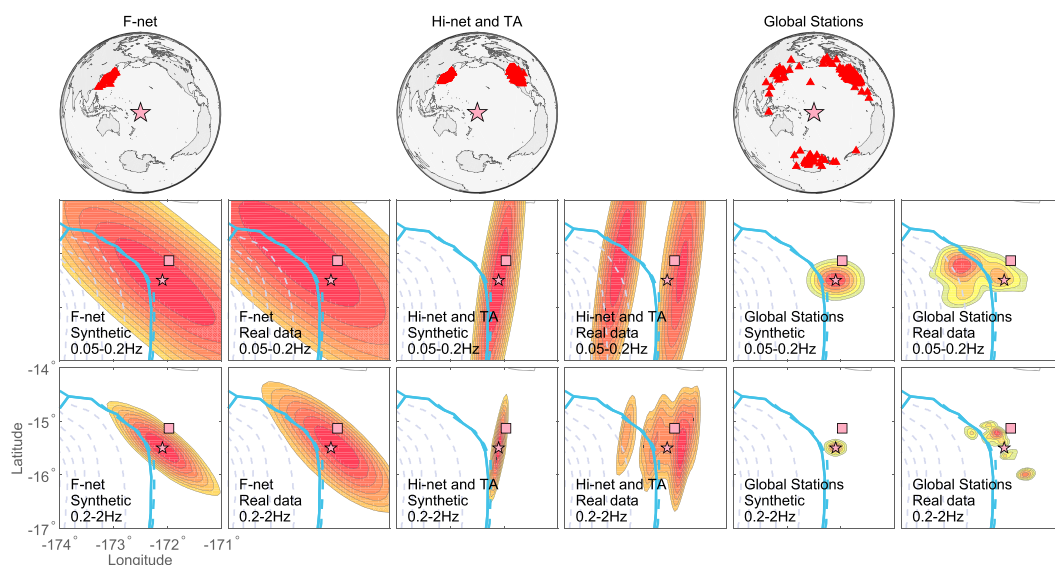 F-net
Hi-net and TA
Global Stations
F-net
Synthetic
0.05-0.2Hz
F-net
Real data
0.05-0.2Hz
Hi-net and TA
Synthetic
0.05-0.2Hz
Hi-net and TA
Real data
0.05-0.2Hz
Global Stations
Synthetic
0.05-0.2Hz
Global Stations
Real data
0.05-0.2Hz
-14°
-15°
-16°
-17°
Latitude
F-net
Synthetic
0.2-2Hz
F-net
Real data
0.2-2Hz
Hi-net and TA
Synthetic
0.2-2Hz
Hi-net and TA
Real data
0.2-2Hz
Global Stations
Synthetic
0.2-2Hz
Global Stations
Real data
0.2-2Hz
-174° -173° -172° -171°
Longitude